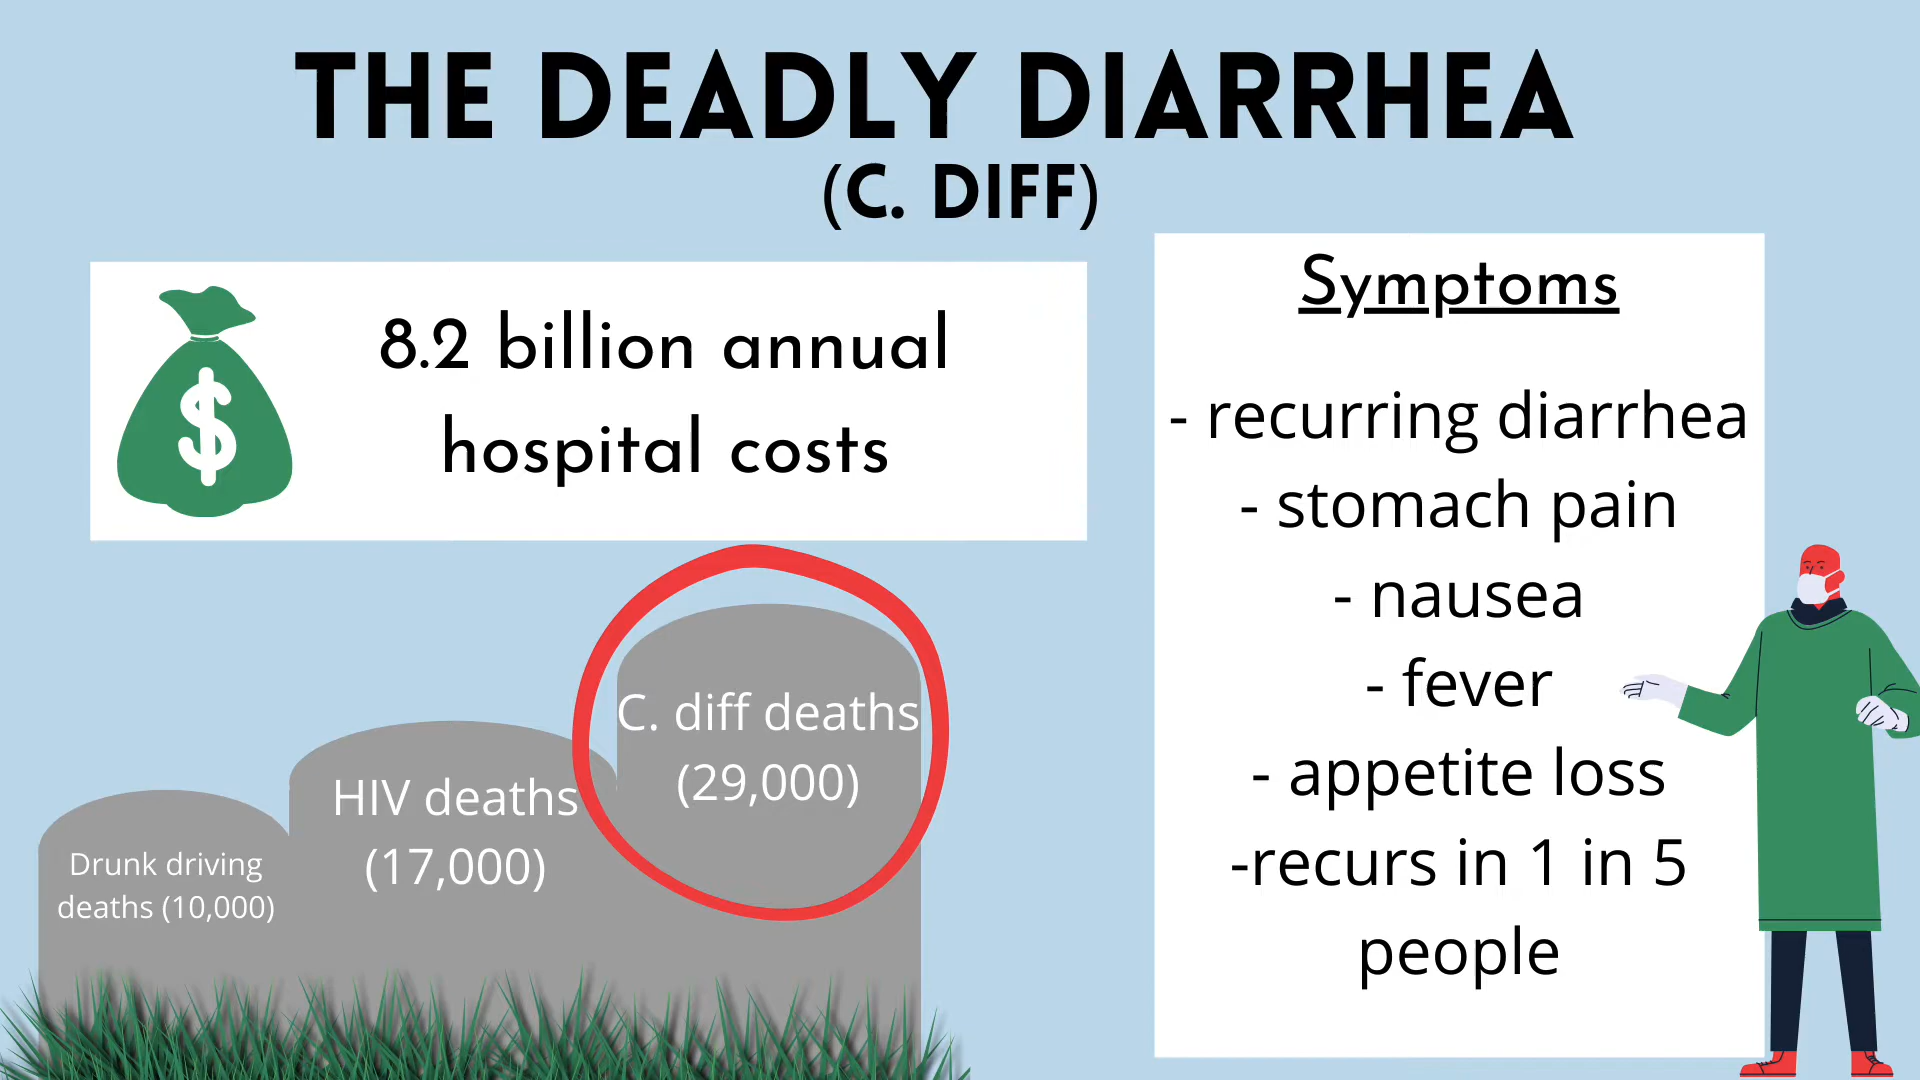 THE DEADLY DIARRHEA
(C. DIFF)
$
8.2 billion annual
hospital costs
Drunk driving
deaths (10,000)
HIV deaths
(17,000)
C. diff deaths
(29,000)
Symptoms
- recurring diarrhea
- stomach pain
- nausea
- fever
- appetite loss
-recurs in 1 in 5
people